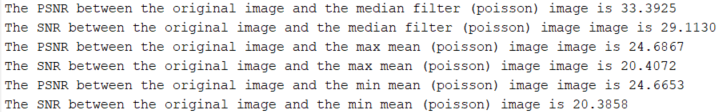 The PSNR between the original image and the median filter (poisson) image is 33.3925
The SNR between the original image and the median filter (poisson) image image is 29.1130
The PSNR between the original image and the max mean (poisson) image image is 24.6867
The SNR between the original image and the max mean (poisson) image is 20.4072
The PSNR between the original image and the min mean (poisson) image is 24.6653
The SNR between the original image and the min mean (poisson) image is 20.3858